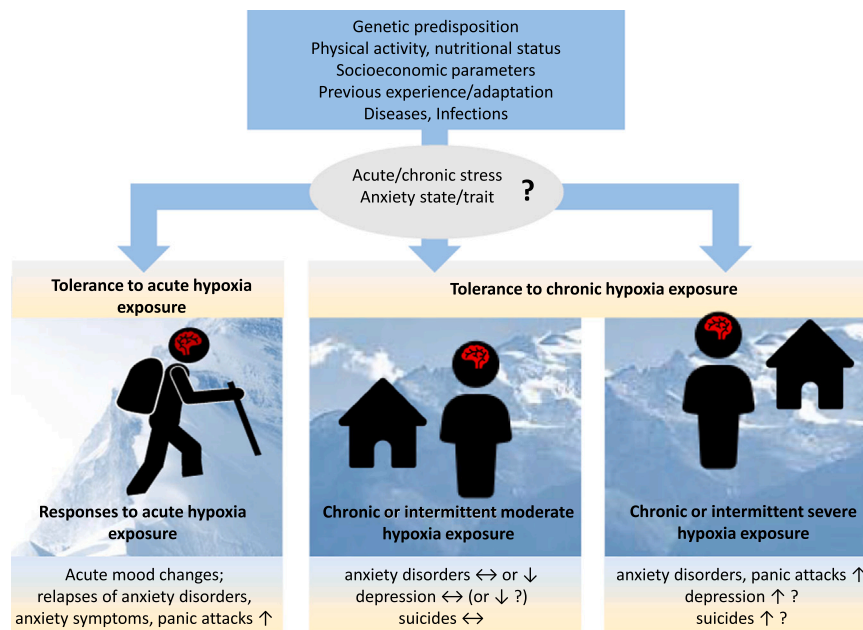 Genetic predisposition
Physical activity, nutritional status
Socioeconomic parameters
Previous experience/adaptation
Diseases, Infections
Acute/chronic stress
Anxiety state/trait
?
Tolerance to acute hypoxia
exposure
Tolerance to chronic hypoxia exposure
Responses to acute hypoxia
exposure
Chronic or intermittent moderate
hypoxia exposure
Chronic or intermittent severe
hypoxia exposure
Acute mood changes;
relapses of anxiety disorders,
anxiety symptoms, panic attacks ↑
anxiety disorders ↔ or ↓
depression ↔ (or ↓ ?)
suicides ↔
anxiety disorders, panic attacks ↑
depression ↑ ?
suicides ↑ ?